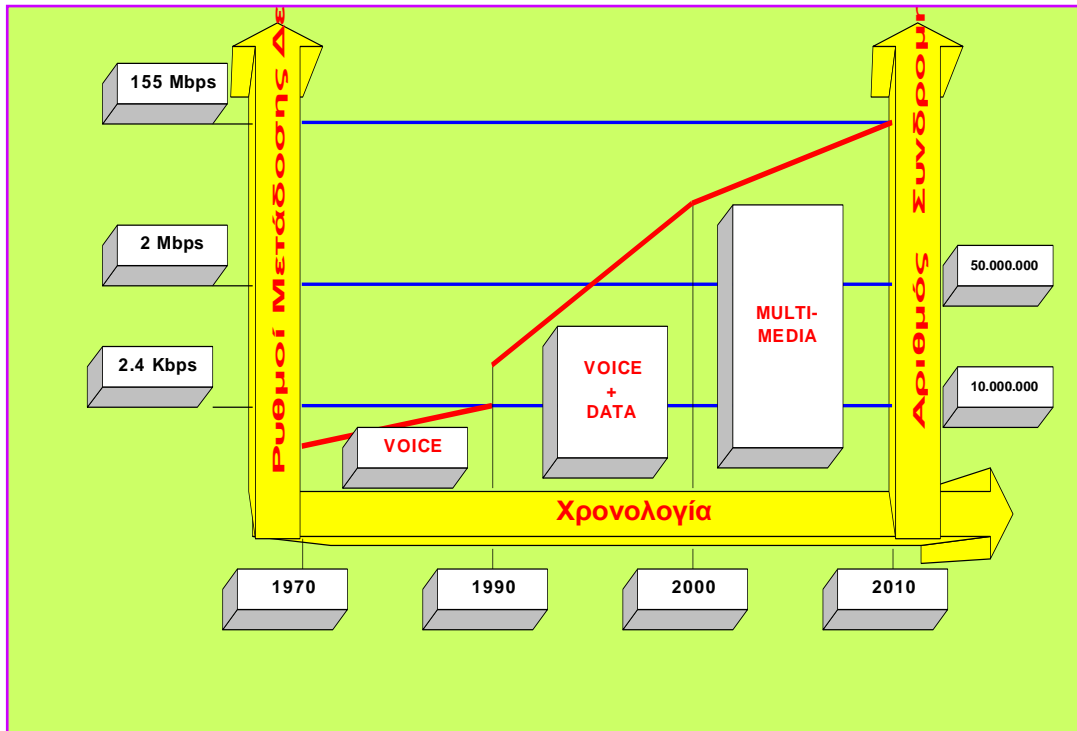 155 Mbps
2 Mbps
2.4 Kbps
Ρυθμοί Μετάδοσης
Αριθμός
50.000.000
10.000.000
VOICE
VOICE
+
DATA
MULTI-
MEDIA
Χρονολογία
1970
1990
2000
2010